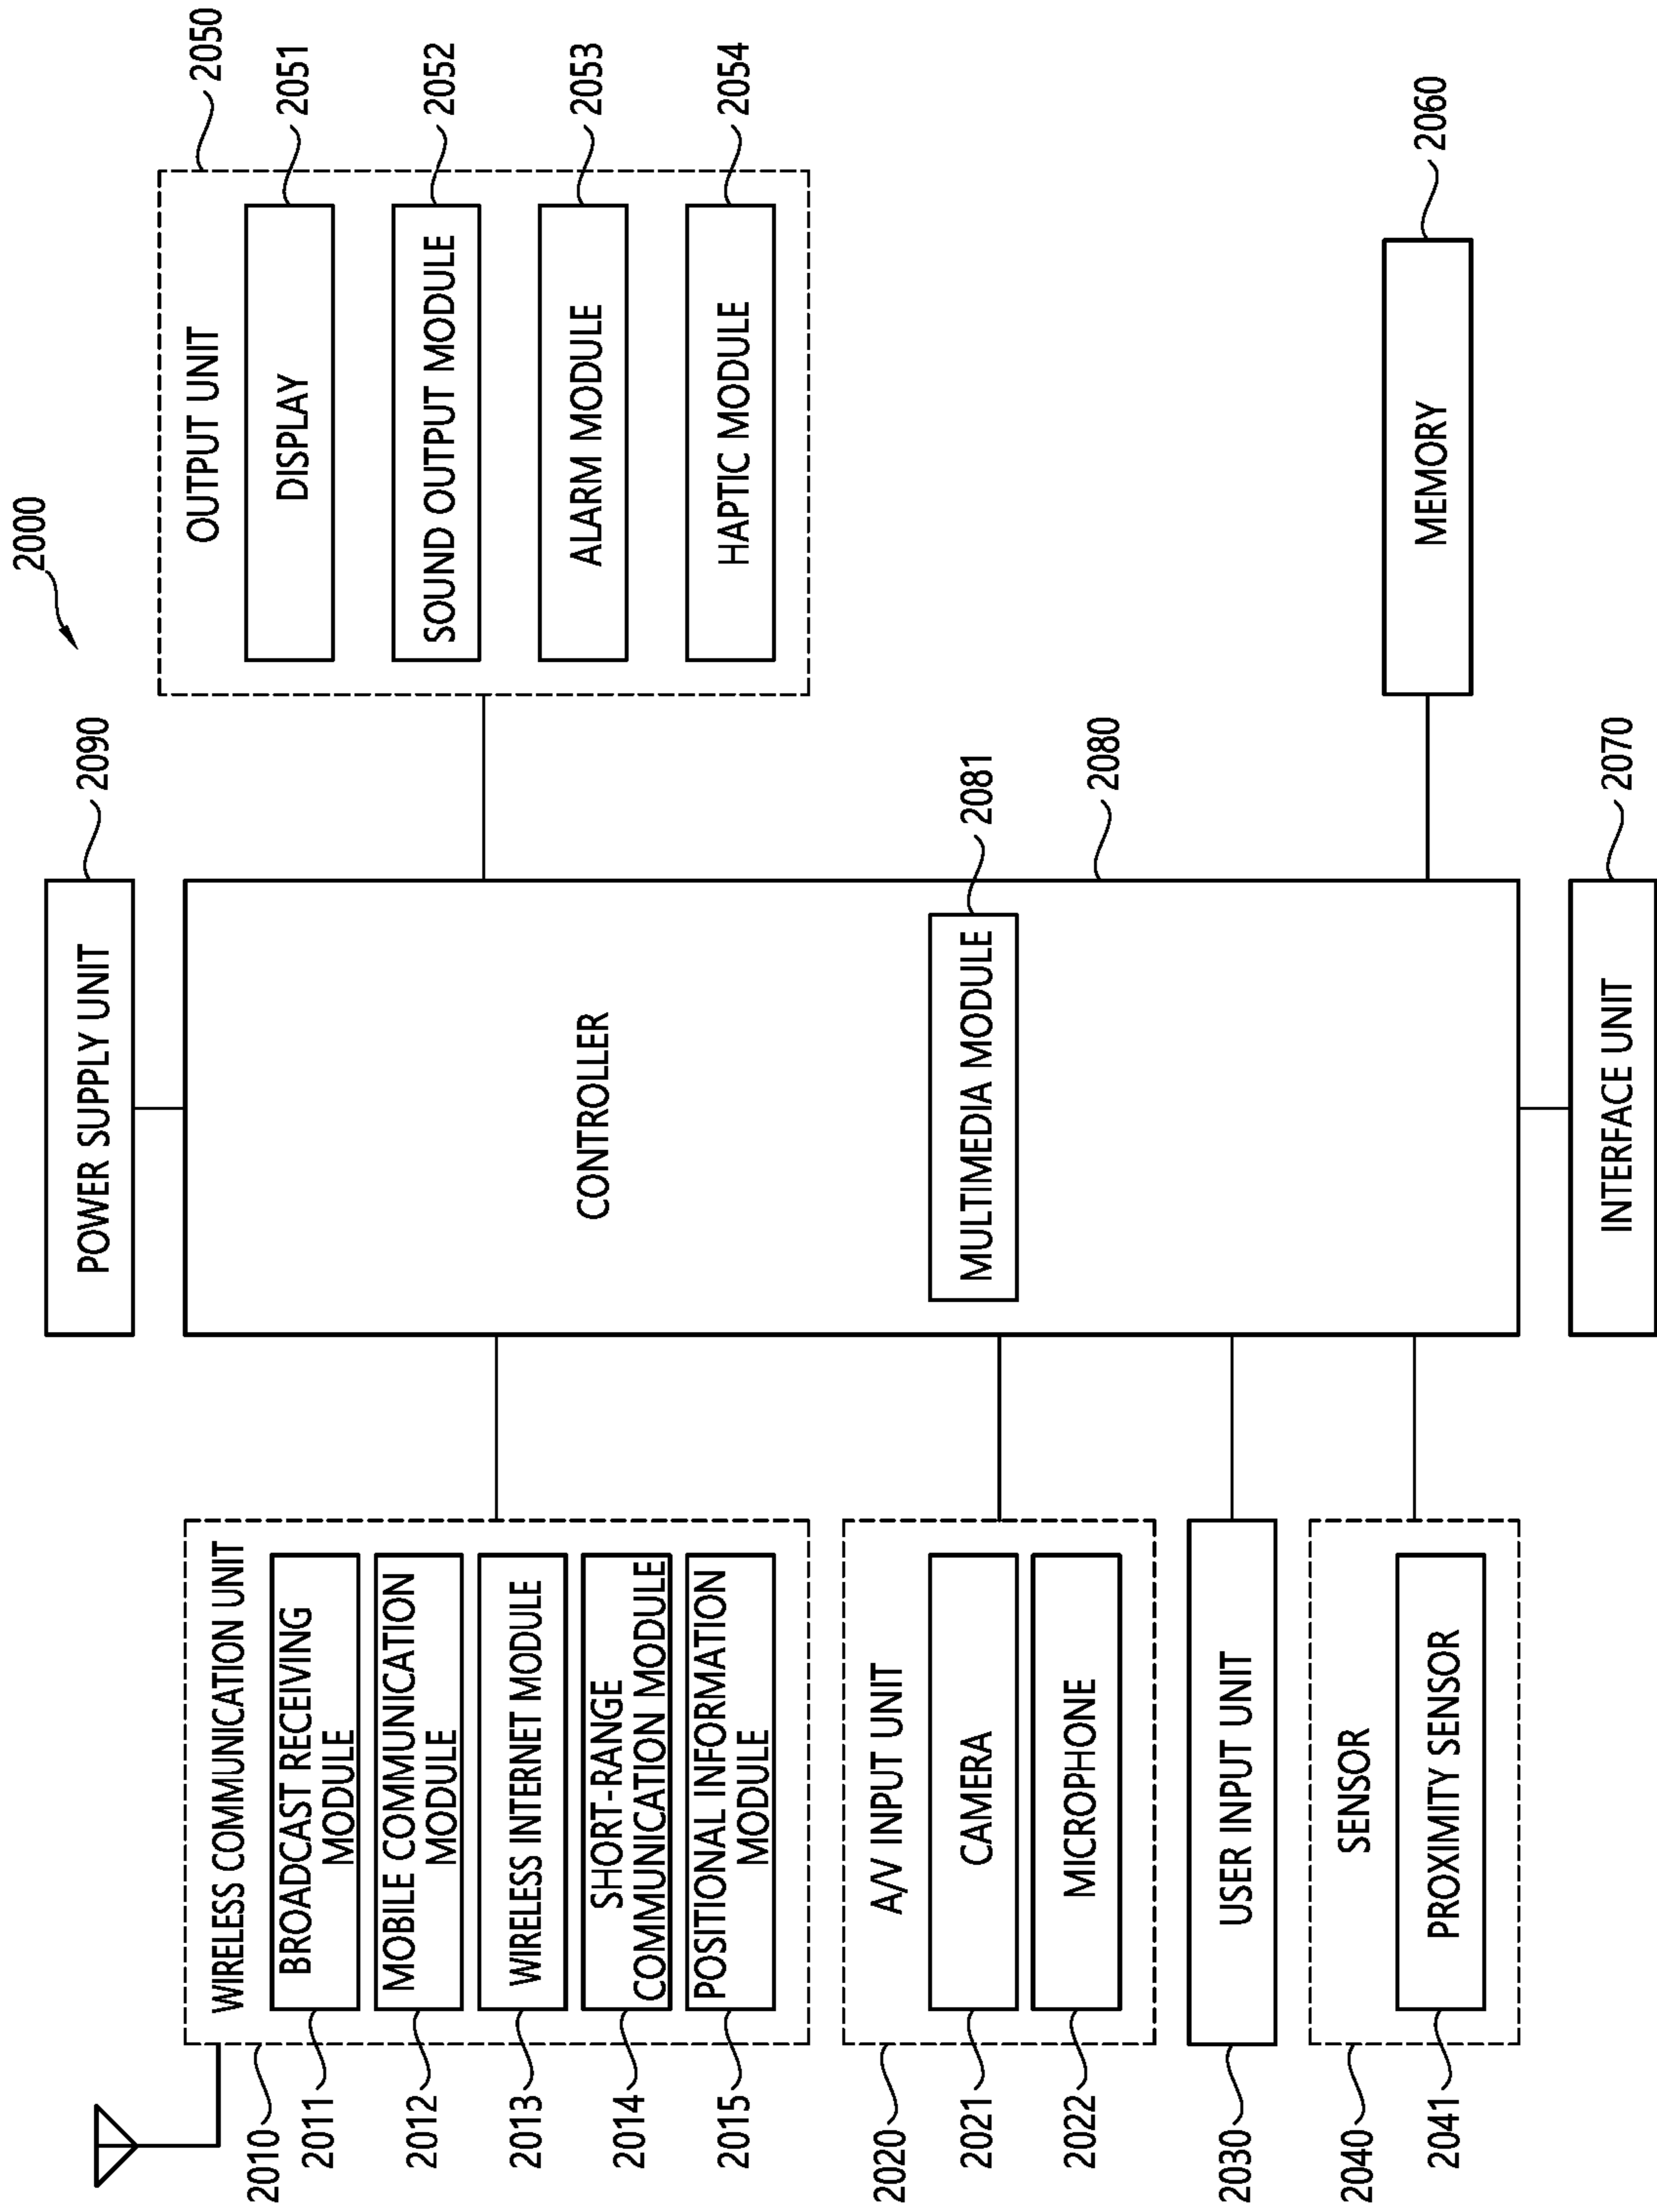 2000
POWER SUPPLY UNIT
2090
WIRELESS COMMUNICATION UNIT
2010
BROADCAST RECEIVING
MODULE
2011
MOBILE COMMUNICATION
MODULE
2012
WIRELESS INTERNET MODULE
2013
SHORT-RANGE
COMMUNICATION MODULE
2014
POSITIONAL INFORMATION
MODULE
2015
A/V INPUT UNIT
2020
CAMERA
2021
MICROPHONE
2022
USER INPUT UNIT
2030
SENSOR
2040
PROXIMITY SENSOR
2041
CONTROLLER
2080
MULTIMEDIA MODULE
2081
OUTPUT UNIT
2050
DISPLAY
2051
SOUND OUTPUT MODULE
2052
ALARM MODULE
2053
HAPTIC MODULE
2054
MEMORY
2060
INTERFACE UNIT
2070